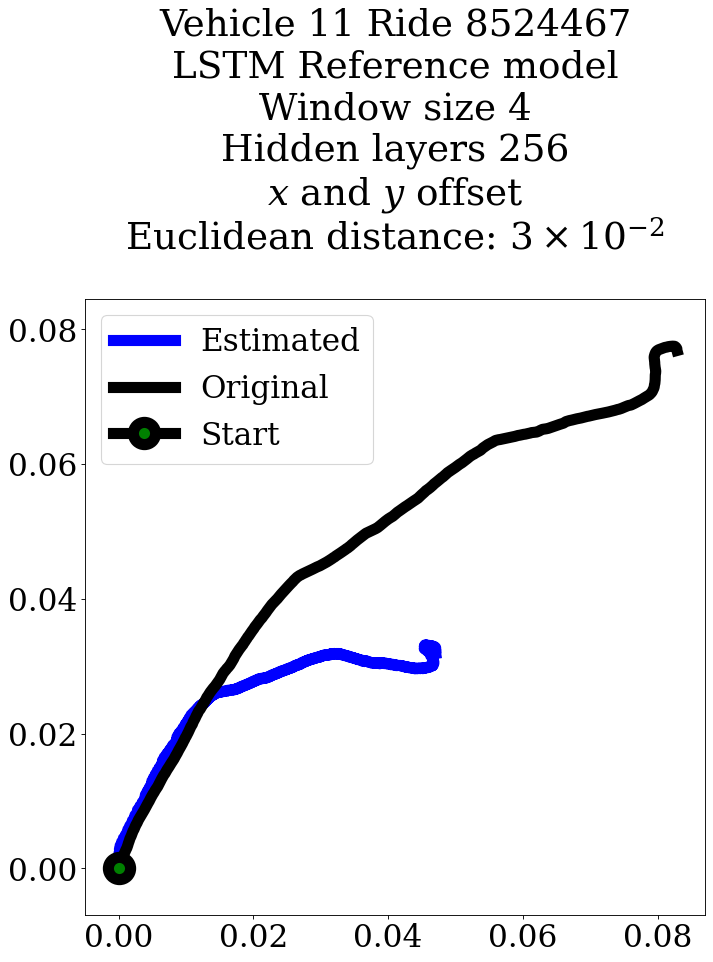 Vehicle 11 Ride 8524467
LSTM Reference model
Window size 4
Hidden layers 256
x and y offset
Euclidean distance: 3 × 10⁻²
Estimated
Original
Start
0.08
0.06
0.04
0.02
0.00
0.00 0.02 0.04 0.06 0.08